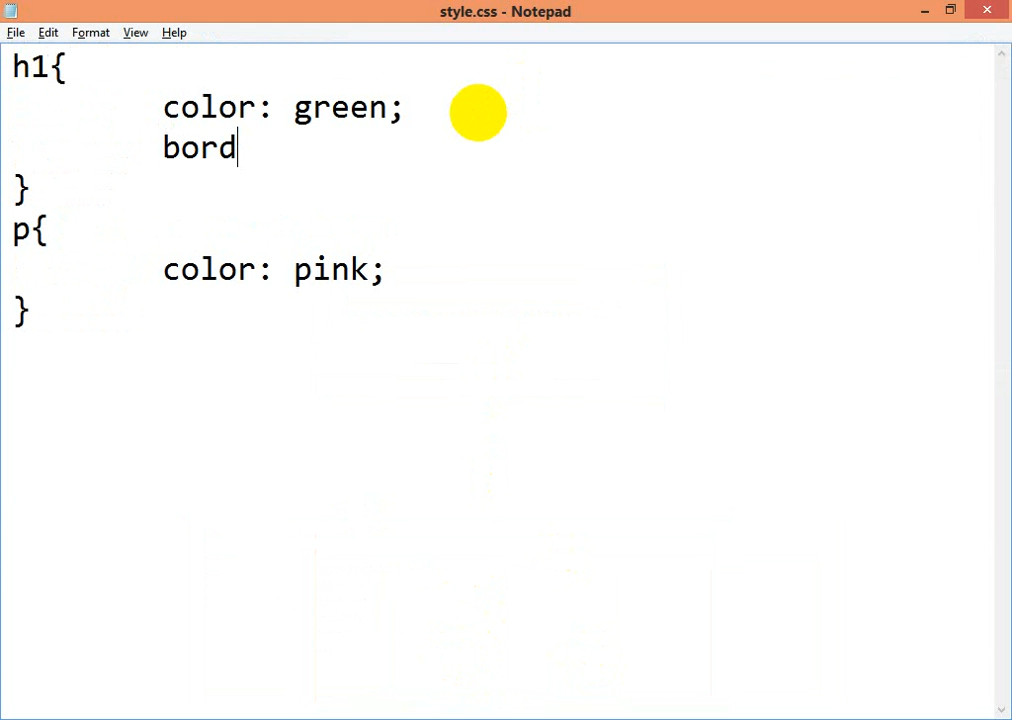 style.css - Notepad
File Edit Format View Help
h1{
color: green;
bord
}
p{
color: pink;
}